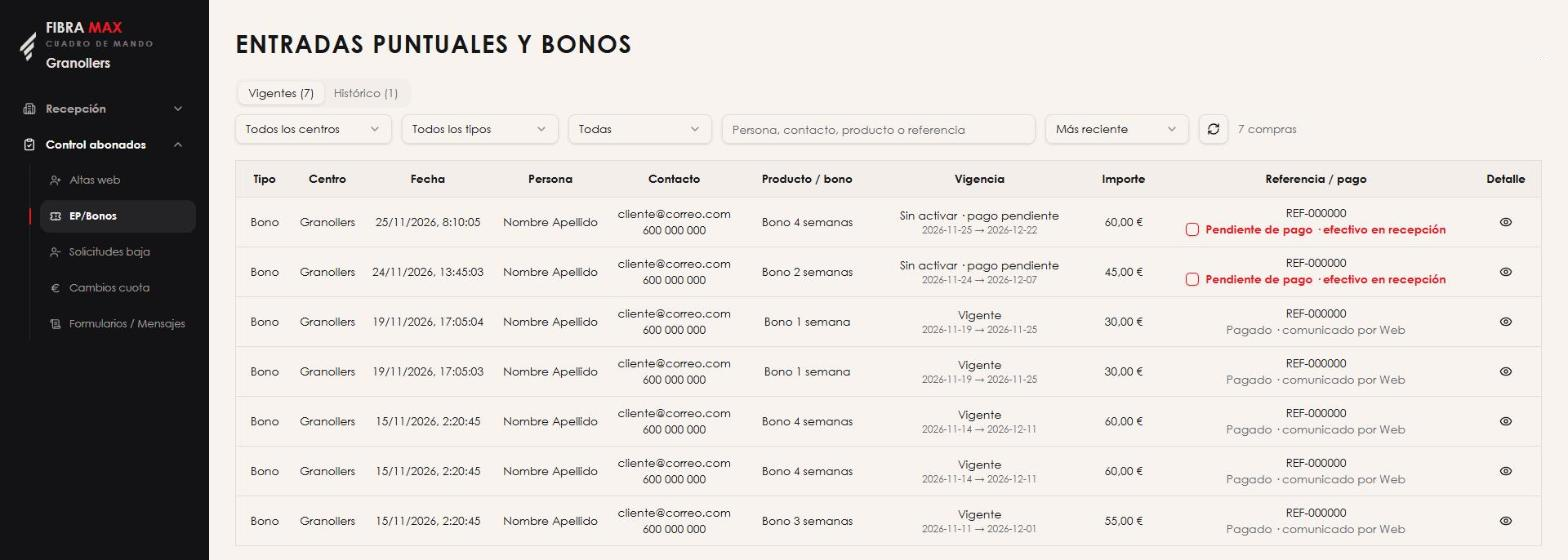 FIBRA MAX
CUADRO DE MANDO
Granollers
Recepción
Control abonados
Altas web
EP/Bonos
Solicitudes baja
Cambios cuota
Formularios / Mensajes
ENTRADAS PUNTUALES Y BONOS
Vigentes (7) Histórico (1)
Todos los centros Todos los tipos Todas Persona, contacto, producto o referencia Más reciente 7 compras
Tipo Centro Fecha Persona Contacto Producto / bono Vigencia Importe Referencia / pago Detalle
cliente@correo.com Sin activar · pago pendiente REF-000000
Bono Granollers 25/11/2026, 8:10:05 Nombre Apellido Bono 4 semanas 60,00 €
600 000 000 2026-11-25 → 2026-12-22 Pendiente de pago · efectivo en recepción
cliente@correo.com Sin activar · pago pendiente REF-000000
Bono Granollers 24/11/2026, 13:45:03 Nombre Apellido Bono 2 semanas 45,00 €
600 000 000 2026-11-24 → 2026-12-07 Pendiente de pago · efectivo en recepción
cliente@correo.com Vigente REF-000000
Bono Granollers 19/11/2026, 17:05:04 Nombre Apellido Bono 1 semana 30,00 €
600 000 000 2026-11-19 → 2026-11-25 Pagado · comunicado por Web
cliente@correo.com Vigente REF-000000
Bono Granollers 19/11/2026, 17:05:03 Nombre Apellido Bono 1 semana 30,00 €
600 000 000 2026-11-19 → 2026-11-25 Pagado · comunicado por Web
cliente@correo.com Vigente REF-000000
Bono Granollers 15/11/2026, 2:20:45 Nombre Apellido Bono 4 semanas 60,00 €
600 000 000 2026-11-14 → 2026-12-11 Pagado · comunicado por Web
cliente@correo.com Vigente REF-000000
Bono Granollers 15/11/2026, 2:20:45 Nombre Apellido Bono 4 semanas 60,00 €
600 000 000 2026-11-14 → 2026-12-11 Pagado · comunicado por Web
cliente@correo.com Vigente REF-000000
Bono Granollers 15/11/2026, 2:20:45 Nombre Apellido Bono 3 semanas 55,00 €
600 000 000 2026-11-11 → 2026-12-01 Pagado · comunicado por Web